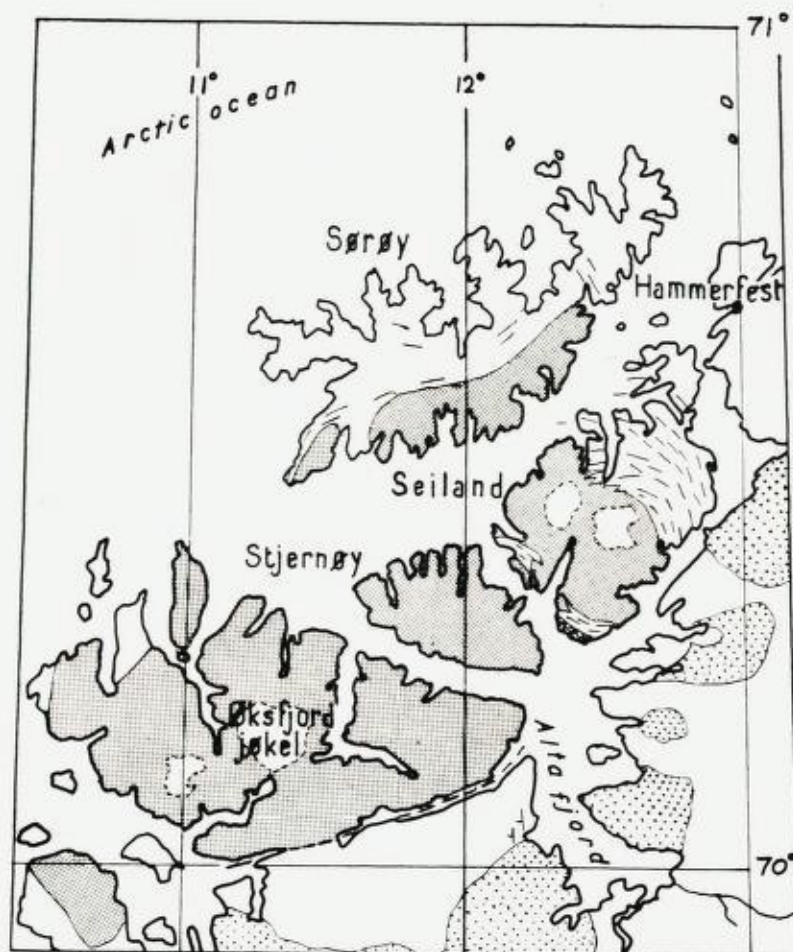 71°
11°
12°
Arctic ocean
Sørøy
Hammerfest
Seiland
Stjernøy
Øksfjord
jøkel
Alta fjord
70°